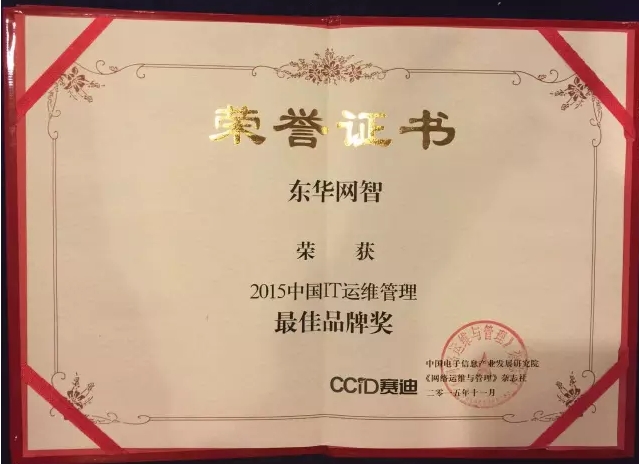 荣誉证书
东华网智
荣 获
2015中国IT运维管理
最佳品牌奖
CCiD赛迪
中国电子信息产业发展研究院
《网络运维与管理》杂志社
二〇一五年十一月